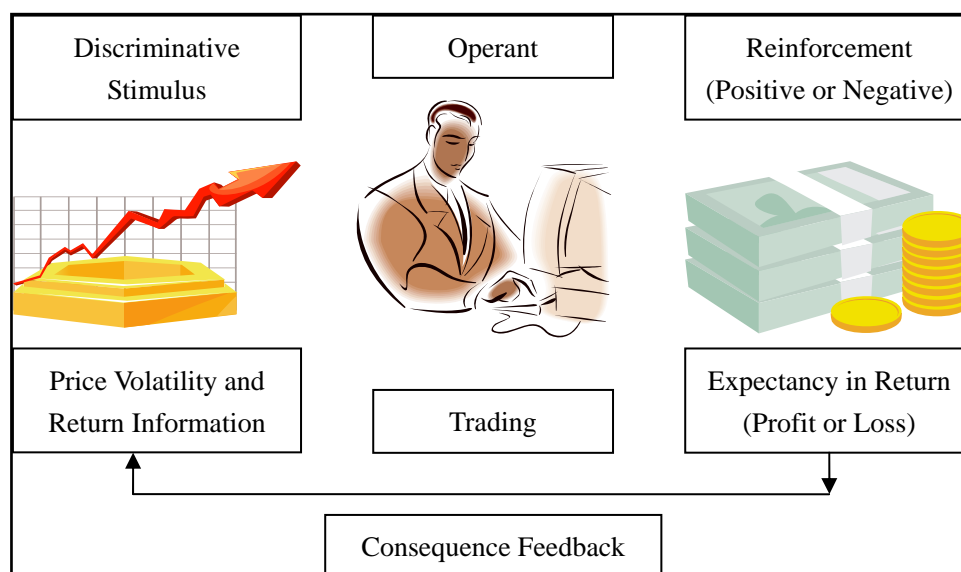 Discriminative
Stimulus
Operant
Reinforcement
(Positive or Negative)
Price Volatility and
Return Information
Trading
Expectancy in Return
(Profit or Loss)
Consequence Feedback